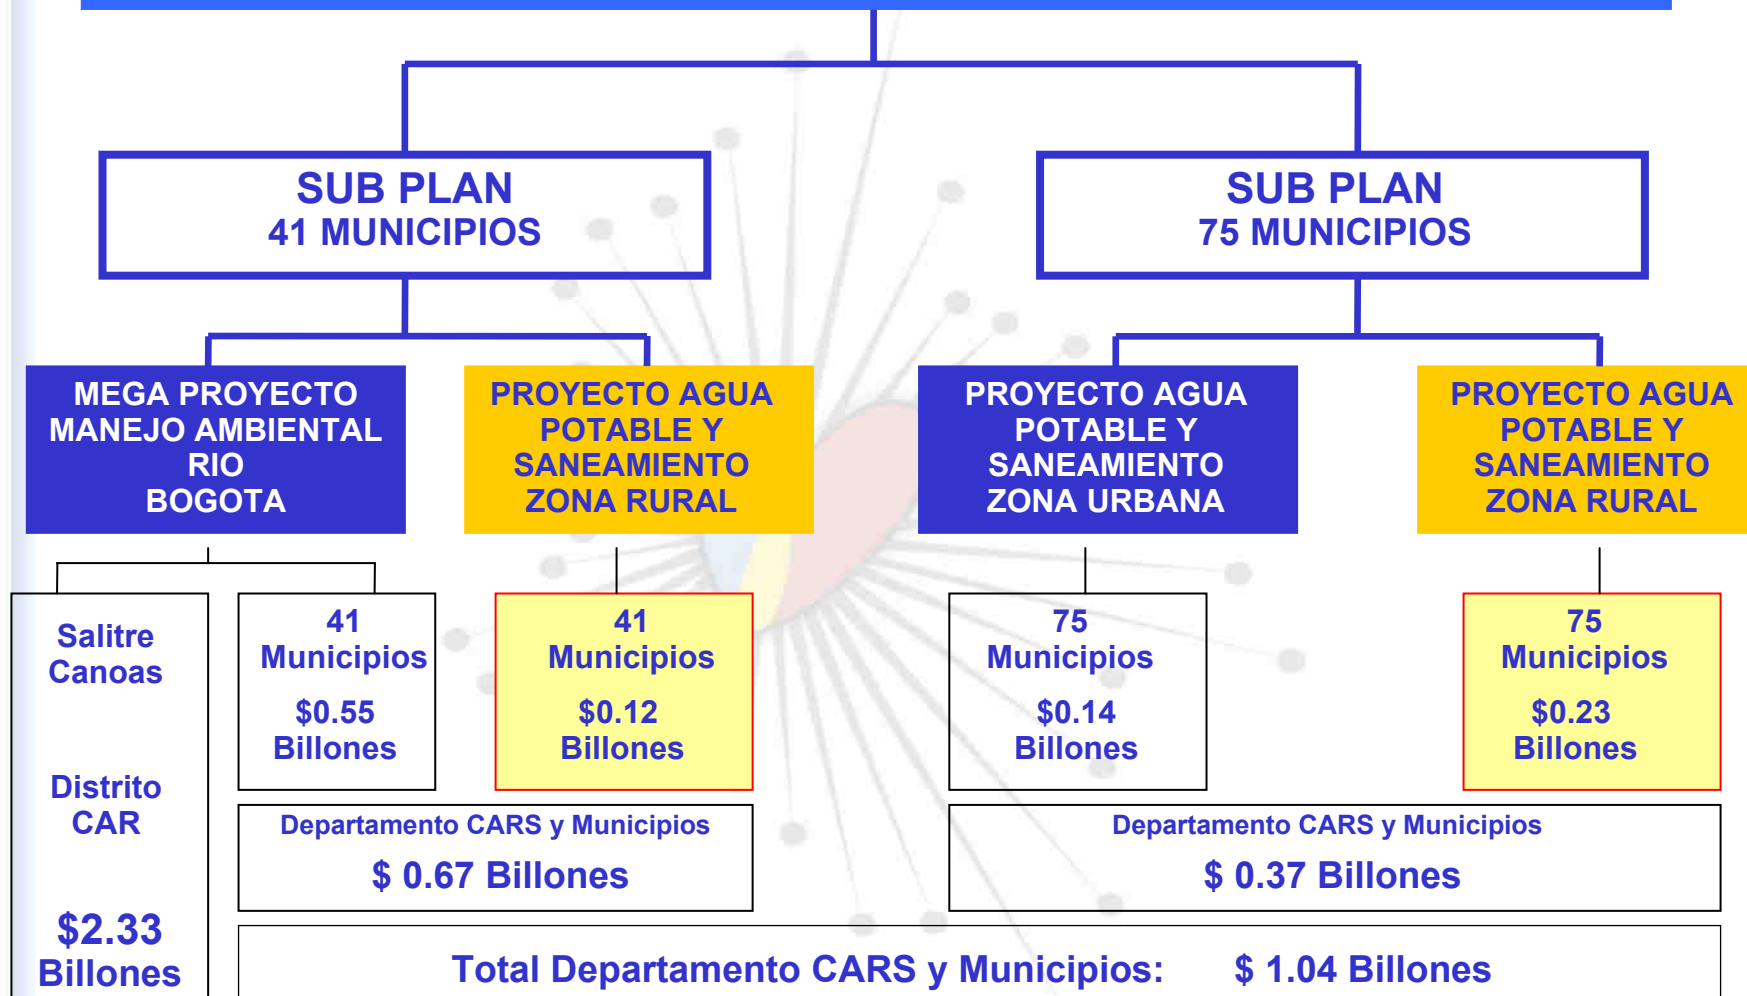 SUB PLAN
41 MUNICIPIOS
SUB PLAN
75 MUNICIPIOS
MEGA PROYECTO
MANEJO AMBIENTAL
RIO
BOGOTA
PROYECTO AGUA
POTABLE Y
SANEAMIENTO
ZONA RURAL
PROYECTO AGUA
POTABLE Y
SANEAMIENTO
ZONA URBANA
PROYECTO AGUA
POTABLE Y
SANEAMIENTO
ZONA RURAL
Salitre
Canoas
Distrito
CAR
$2.33
Billones
41
Municipios
$0.55
Billones
41
Municipios
$0.12
Billones
75
Municipios
$0.14
Billones
75
Municipios
$0.23
Billones
Departamento CARS y Municipios
$ 0.67 Billones
Departamento CARS y Municipios
$ 0.37 Billones
Total Departamento CARS y Municipios: $ 1.04 Billones